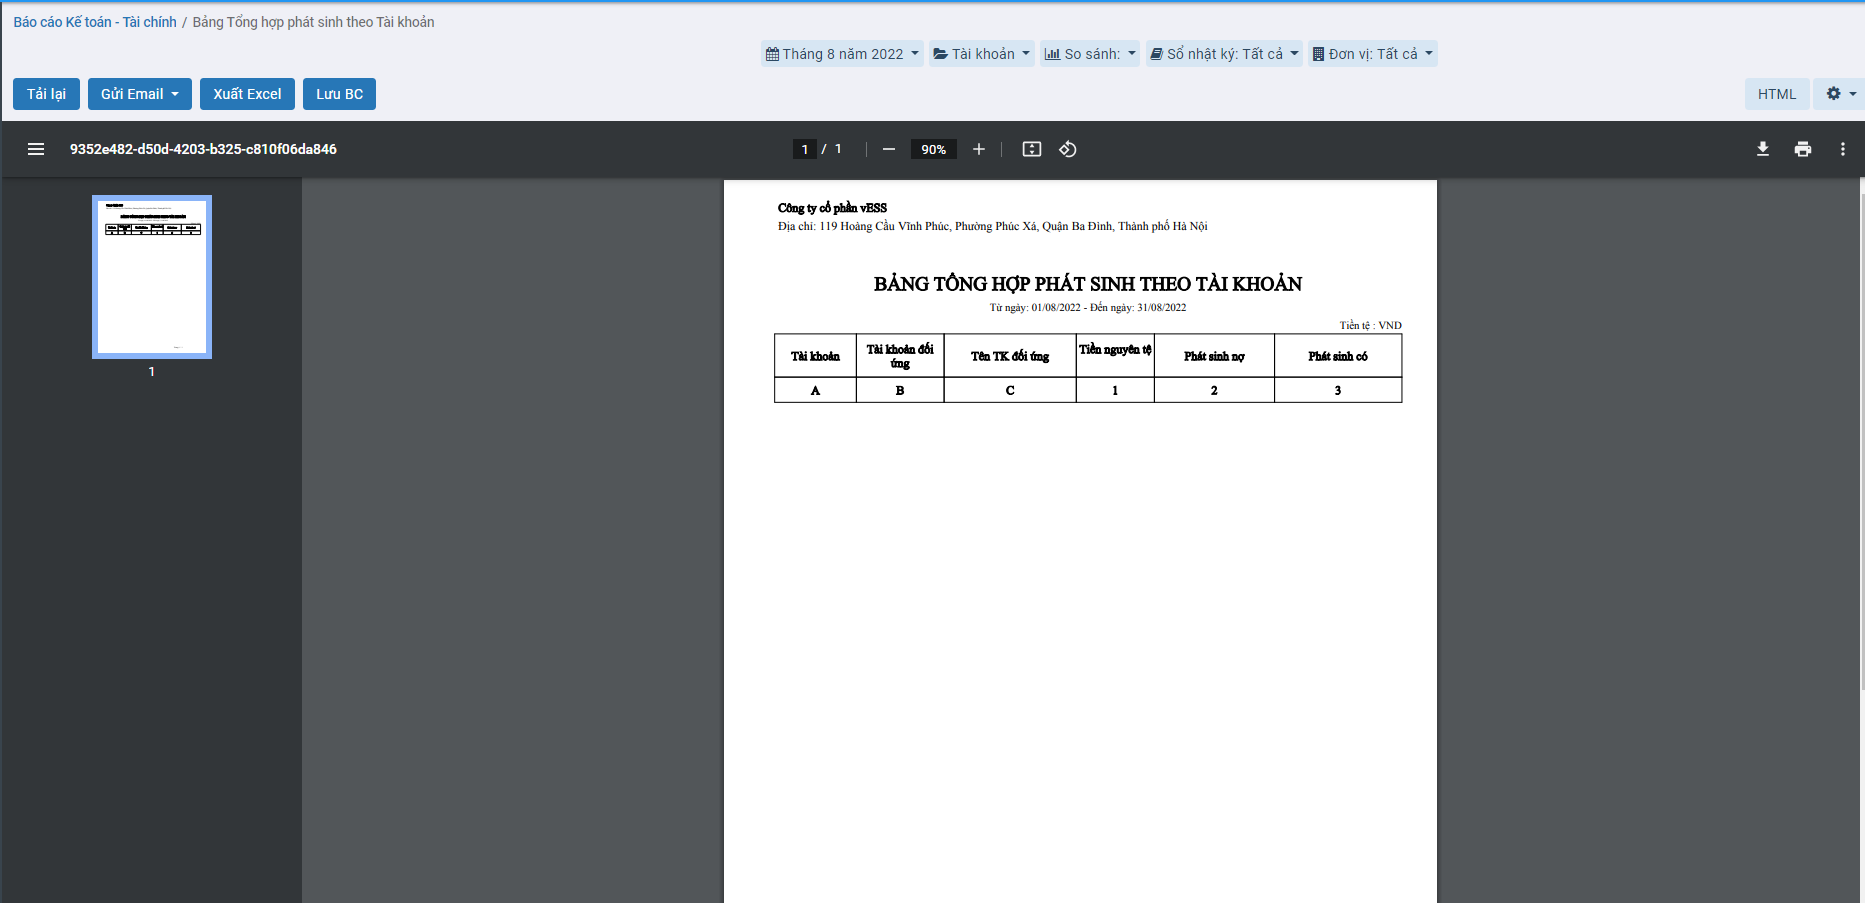 Báo cáo Kế toán - Tài chính / Bảng Tổng hợp phát sinh theo Tài khoản
Tháng 8 năm 2022 Tài khoản So sánh: Sổ nhật ký: Tất cả Đơn vị: Tất cả
Tải lại Gửi Email Xuất Excel Lưu BC HTML
9352e482-d50d-4203-b325-c810f06da846 1 / 1 90%
1
Công ty cổ phần vESS
Địa chỉ: 119 Hoàng Cầu Vĩnh Phúc, Phường Phúc Xá, Quận Ba Đình, Thành phố Hà Nội
BẢNG TỔNG HỢP PHÁT SINH THEO TÀI KHOẢN
Từ ngày: 01/08/2022 - Đến ngày: 31/08/2022
Tiền tệ : VND
Tài khoản Tài khoản đối ứng Tên TK đối ứng Tiền nguyên tệ Phát sinh nợ Phát sinh có
A B C 1 2 3